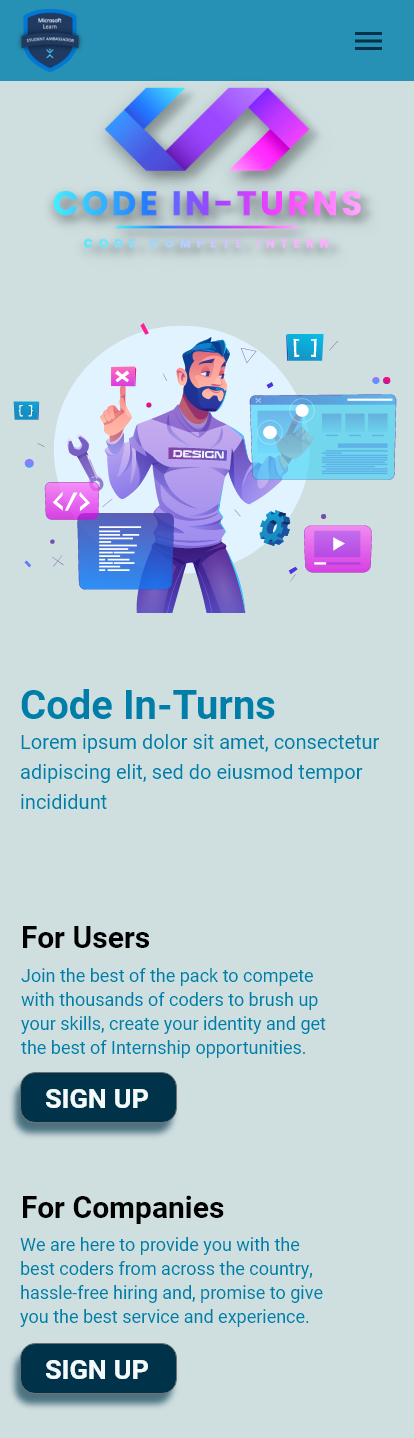 Microsoft
Learn
STUDENT AMBASSADOR
CODE IN-TURNS
CODE COMPETE INTERN
[ ]
{ }
DESIGN
</>
Code In-Turns
Lorem ipsum dolor sit amet, consectetur
adipiscing elit, sed do eiusmod tempor
incididunt
For Users
Join the best of the pack to compete
with thousands of coders to brush up
your skills, create your identity and get
the best of Internship opportunities.
SIGN UP
For Companies
We are here to provide you with the
best coders from across the country,
hassle-free hiring and, promise to give
you the best service and experience.
SIGN UP